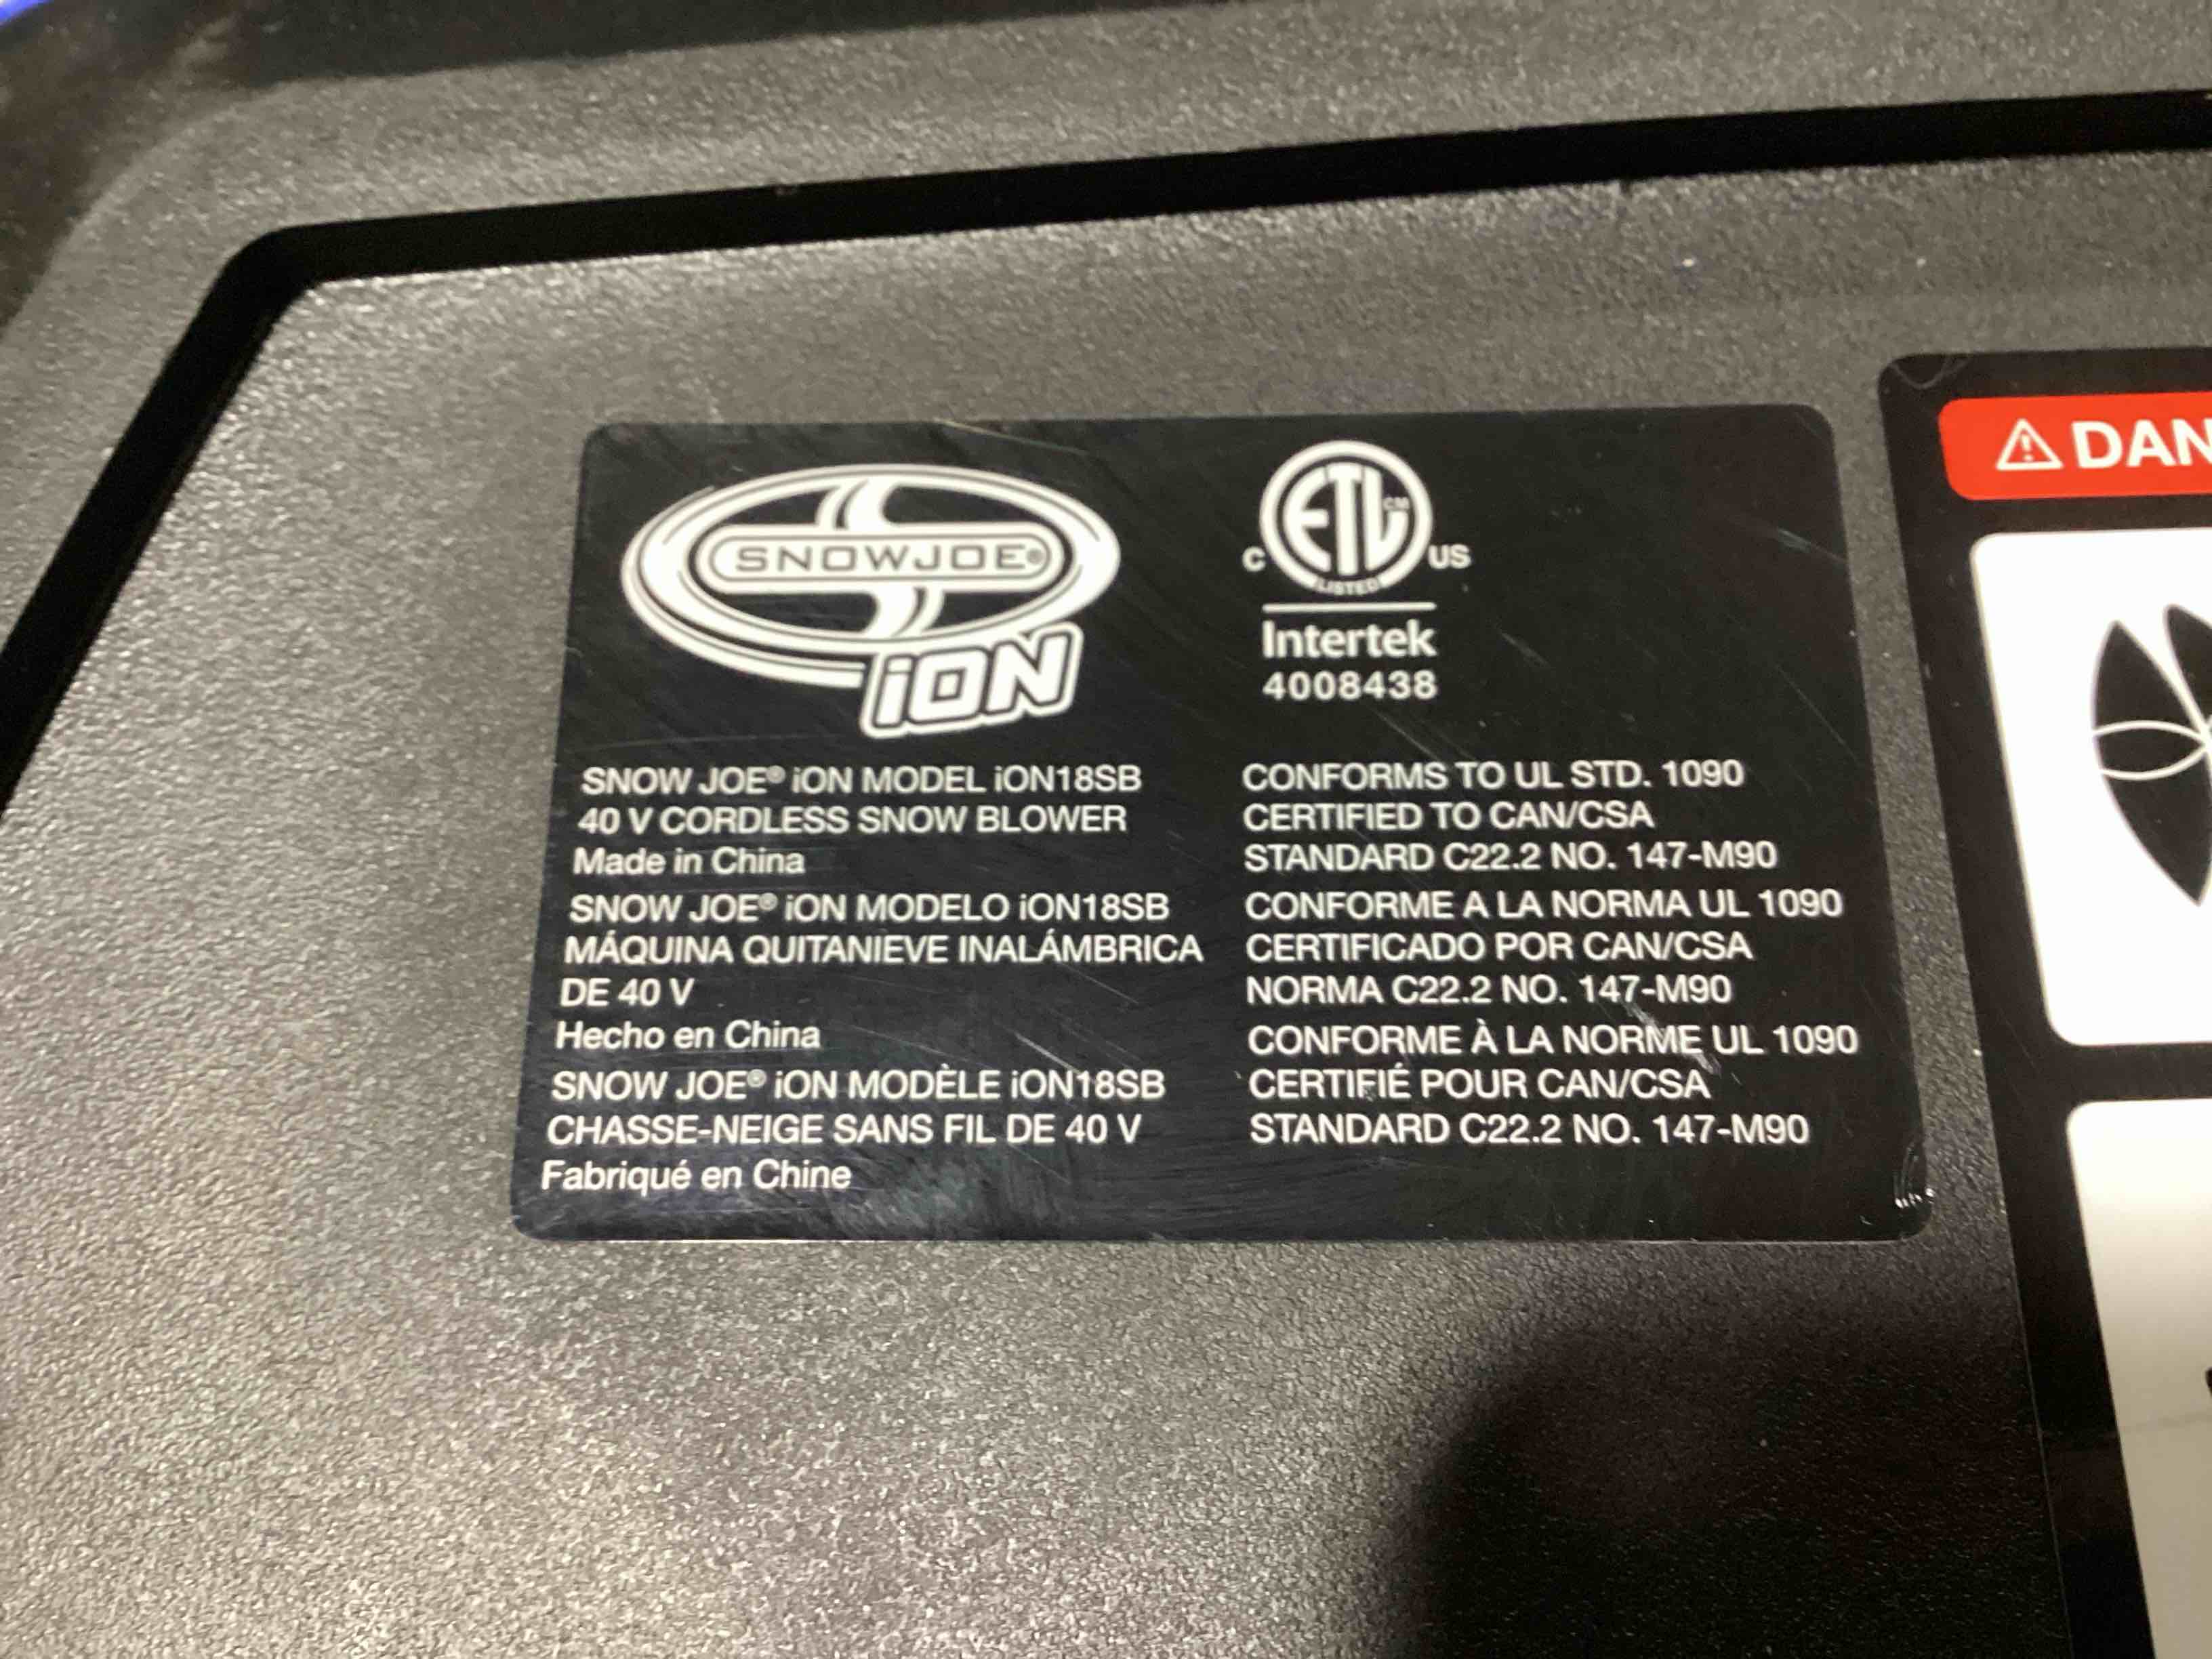 SNOWJOE®
iON
ETL CM
C US
LISTED
Intertek
4008438
SNOW JOE® iON MODEL iON18SB
40 V CORDLESS SNOW BLOWER
Made in China
SNOW JOE® iON MODELO iON18SB
MÁQUINA QUITANIEVE INALÁMBRICA
DE 40 V
Hecho en China
SNOW JOE® iON MODÈLE iON18SB
CHASSE-NEIGE SANS FIL DE 40 V
Fabriqué en Chine
CONFORMS TO UL STD. 1090
CERTIFIED TO CAN/CSA
STANDARD C22.2 NO. 147-M90
CONFORME A LA NORMA UL 1090
CERTIFICADO POR CAN/CSA
NORMA C22.2 NO. 147-M90
CONFORME À LA NORME UL 1090
CERTIFIÉ POUR CAN/CSA
STANDARD C22.2 NO. 147-M90
DAN